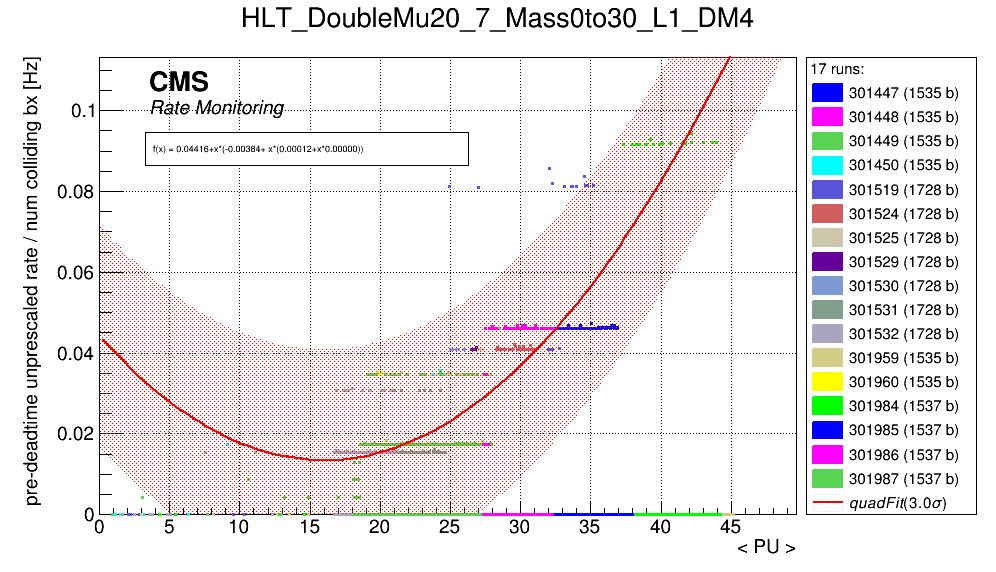 HLT_DoubleMu20_7_Mass0to30_L1_DM4
pre-deadtime unprescaled rate / num colliding bx [Hz]
CMS
Rate Monitoring
f(x) = 0.04416+x*(-0.00384+ x*(0.00012+x*0.00000))
0.1
0.08
0.06
0.04
0.02
0
0 5 10 15 20 25 30 35 40 45
< PU >
17 runs:
301447 (1535 b)
301448 (1535 b)
301449 (1535 b)
301450 (1535 b)
301519 (1728 b)
301524 (1728 b)
301525 (1728 b)
301529 (1728 b)
301530 (1728 b)
301531 (1728 b)
301532 (1728 b)
301959 (1535 b)
301960 (1535 b)
301984 (1537 b)
301985 (1537 b)
301986 (1537 b)
301987 (1537 b)
quadFit(3.0σ)